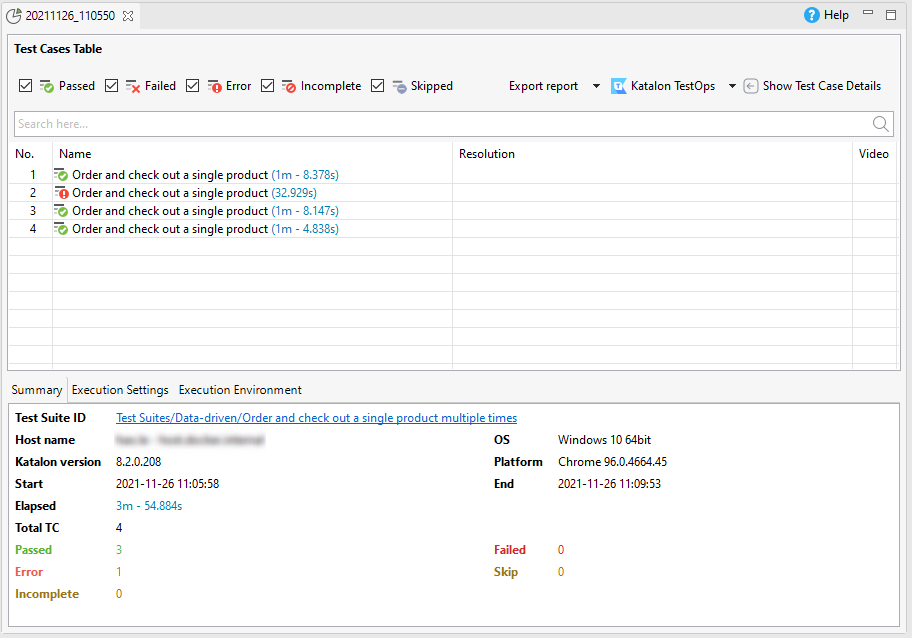 20211126_110550
Help
Test Cases Table
Passed Failed Error Incomplete Skipped Export report Katalon TestOps Show Test Case Details
Search here...
No. Name Resolution Video
1 Order and check out a single product (1m - 8.378s)
2 Order and check out a single product (32.929s)
3 Order and check out a single product (1m - 8.147s)
4 Order and check out a single product (1m - 4.838s)
Summary Execution Settings Execution Environment
Test Suite ID Test Suites/Data-driven/Order and check out a single product multiple times
Host name OS Windows 10 64bit
Katalon version 8.2.0.208 Platform Chrome 96.0.4664.45
Start 2021-11-26 11:05:58 End 2021-11-26 11:09:53
Elapsed 3m - 54.884s
Total TC 4
Passed 3 Failed 0
Error 1 Skip 0
Incomplete 0